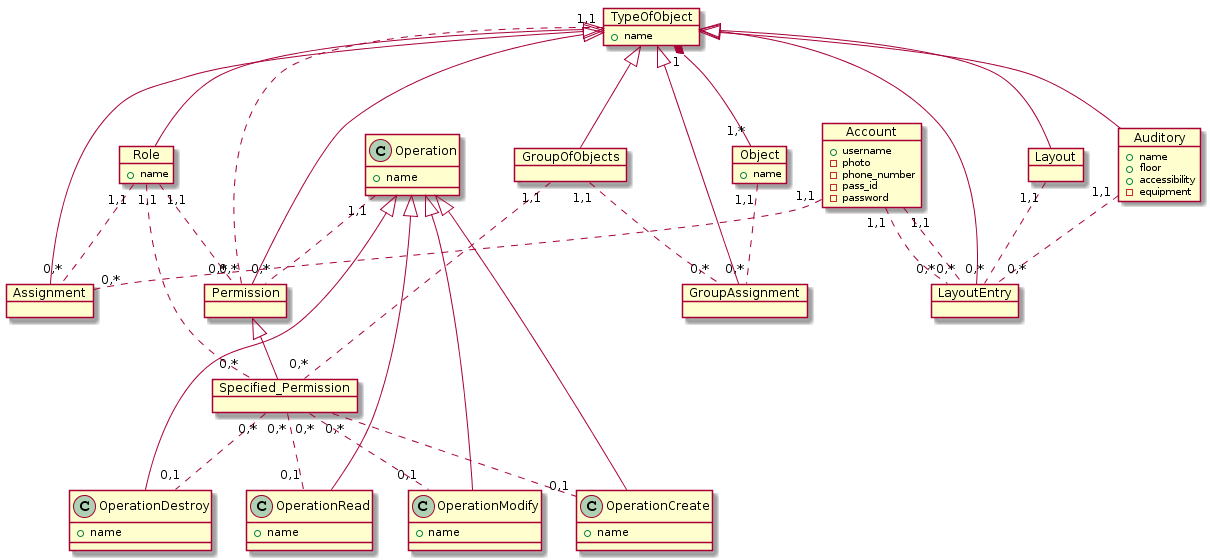 TypeOfObject
name
1,1
1
1,*
Account
username
photo
phone_number
pass_id
password
Auditory
name
floor
accessibility
equipment
Operation
name
Role
name
GroupOfObjects
Object
name
Layout
1,1
1,1
1,1
1,1
1,1
1,1
1,1
1,1
1,1
1,1
1,1
1,1
0,*
0,*
0,*
0,*
0,*
0,*
0,*
0,*
0,*
0,*
Assignment
Permission
GroupAssignment
LayoutEntry
0,*
0,*
Specified_Permission
0,*
0,*
0,*
0,*
0,1
0,1
0,1
0,1
C OperationDestroy
name
C OperationRead
name
C OperationModify
name
C OperationCreate
name